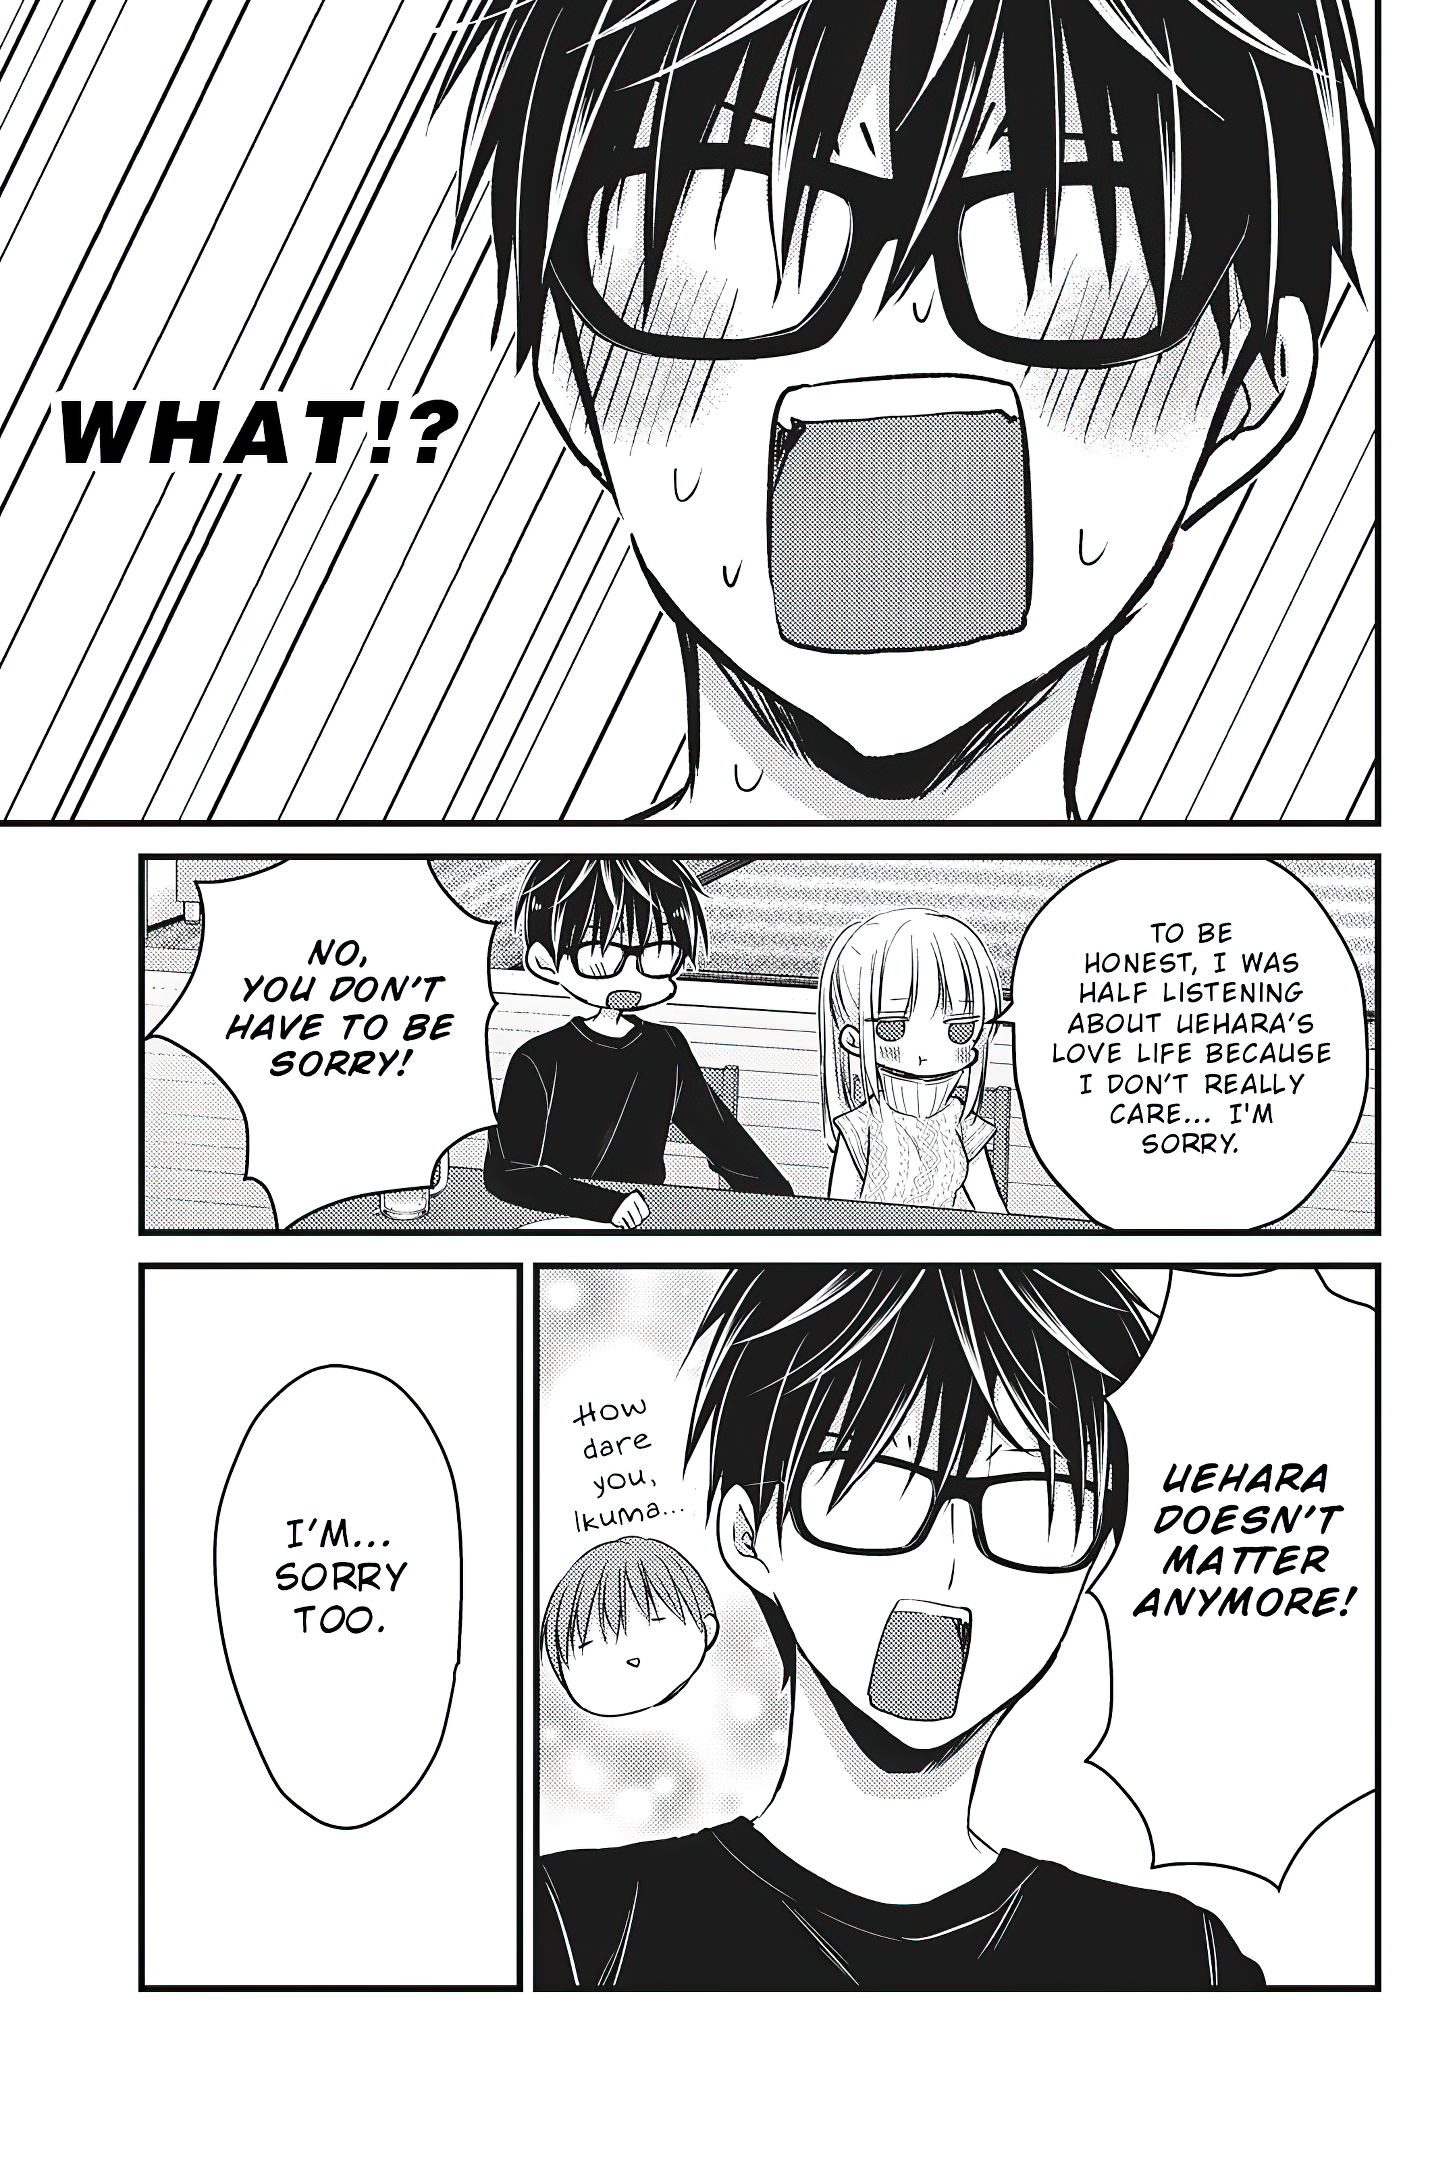 WHAT!?
TO BE
HONEST, I WAS
HALF LISTENING
ABOUT UEHARA'S
LOVE LIFE BECAUSE
I DON'T REALLY
CARE... I'M
SORRY.
NO,
YOU DON'T
HAVE TO BE
SORRY!
UEHARA
DOESN'T
MATTER
ANYMORE!
How
dare
you,
Ikuma...
I'M...
SORRY
TOO.